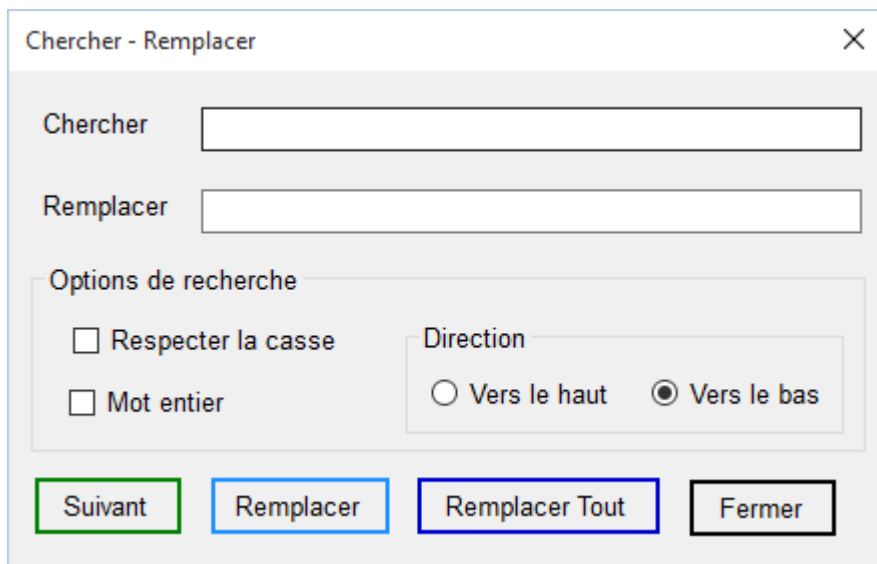 Chercher - Remplacer
Chercher
Remplacer
Options de recherche
Respecter la casse
Direction
Mot entier
Vers le haut
Vers le bas
Suivant
Remplacer
Remplacer Tout
Fermer